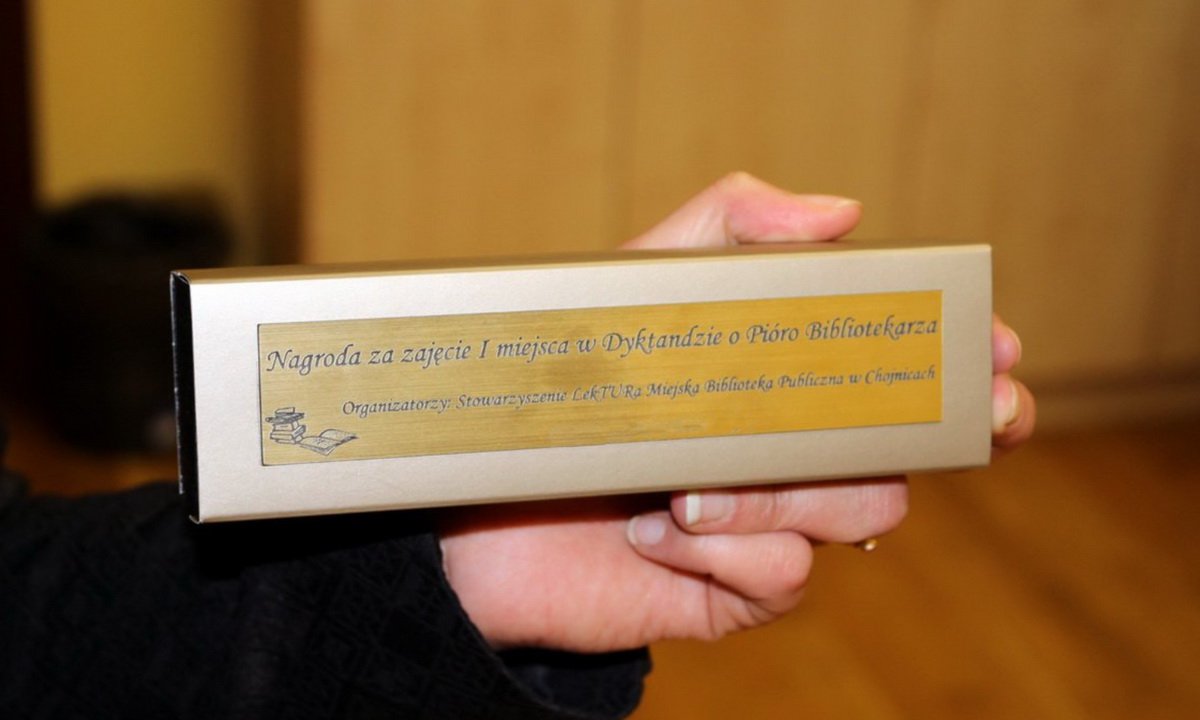 Nagroda za zajęcie I miejsca w Dyktandzie o Pióro Bibliotekarza
Organizatorzy: Stowarzyszenie LekTURa Miejska Biblioteka Publiczna w Chojnicach